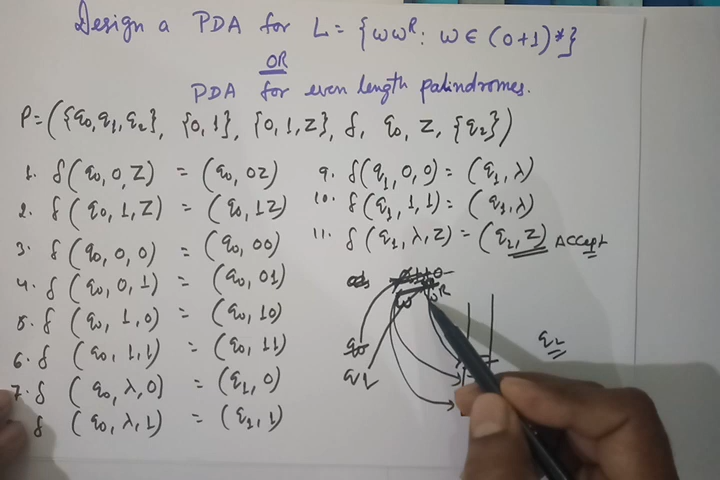 Design a PDA for L = {wwᴿ: w ∈ (0+1)*}
OR
PDA for even length palindromes.
P = ({q₀, q₁, q₂}, {0, 1}, {0, 1, Z}, δ, q₀, Z, {q₂})
1. δ(q₀, 0, Z) = (q₀, 0Z)
2. δ(q₀, 1, Z) = (q₀, 1Z)
3. δ(q₀, 0, 0) = (q₀, 00)
4. δ(q₀, 0, 1) = (q₀, 01)
5. δ(q₀, 1, 0) = (q₀, 10)
6. δ(q₀, 1, 1) = (q₀, 11)
7. δ(q₀, λ, 0) = (q₁, 0)
δ(q₀, λ, 1) = (q₁, 1)
9. δ(q₁, 0, 0) = (q₁, λ)
10. δ(q₁, 1, 1) = (q₁, λ)
11. δ(q₁, λ, Z) = (q₂, Z) Accept
w wᴿ
q₀
q₁
q₂